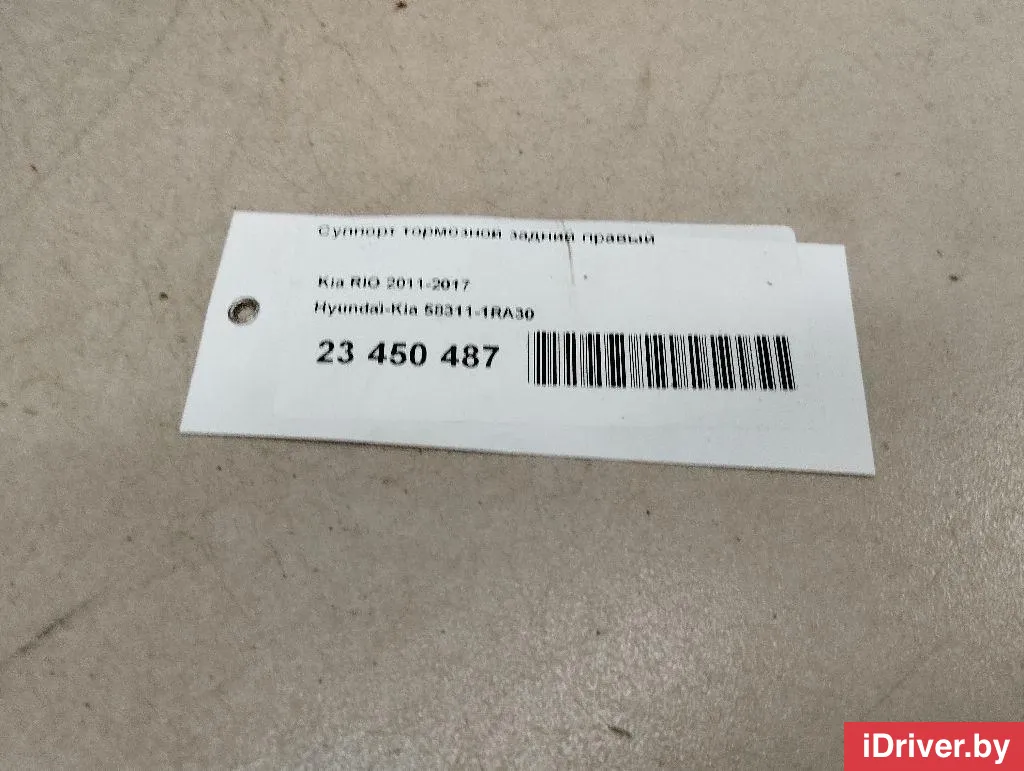 Суппорт тормозной задний правый
Kia RIO 2011-2017
Hyundai-Kia 58311-1RA30
23 450 487
iDriver.by